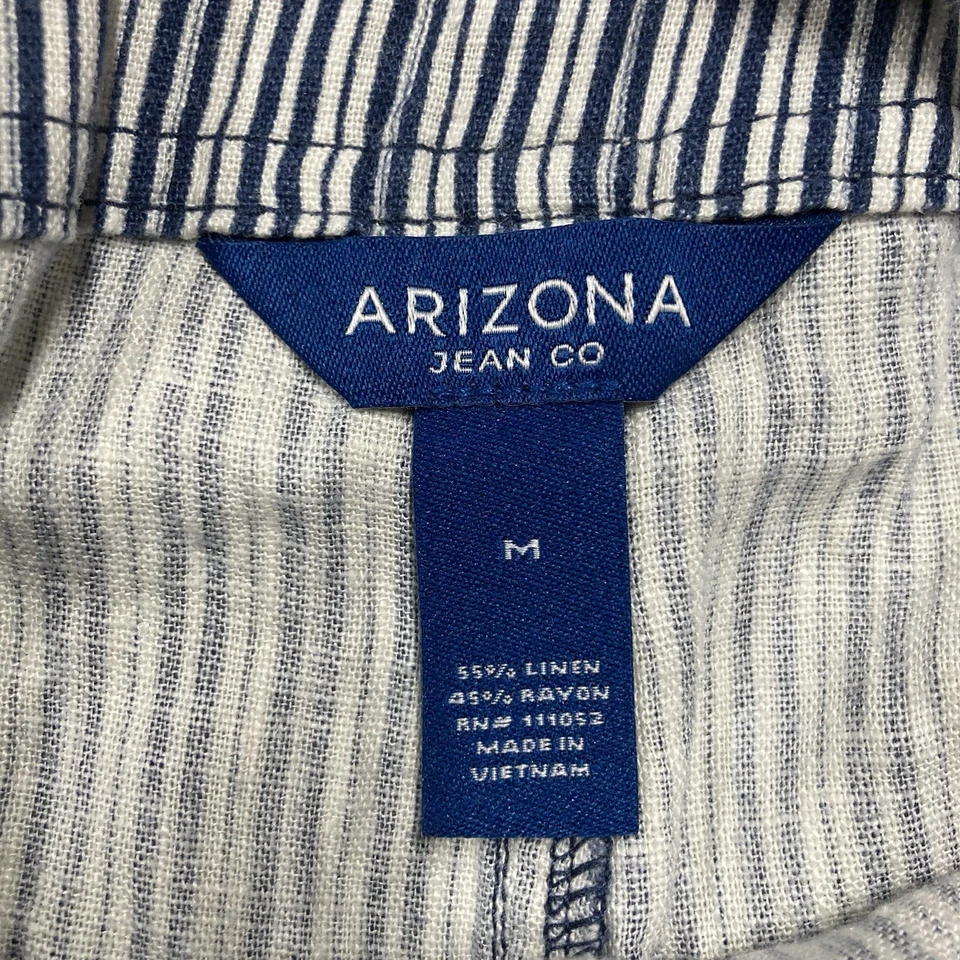 ARIZONA
JEAN CO
M
55% LINEN
45% RAYON
RN# 111052
MADE IN
VIETNAM